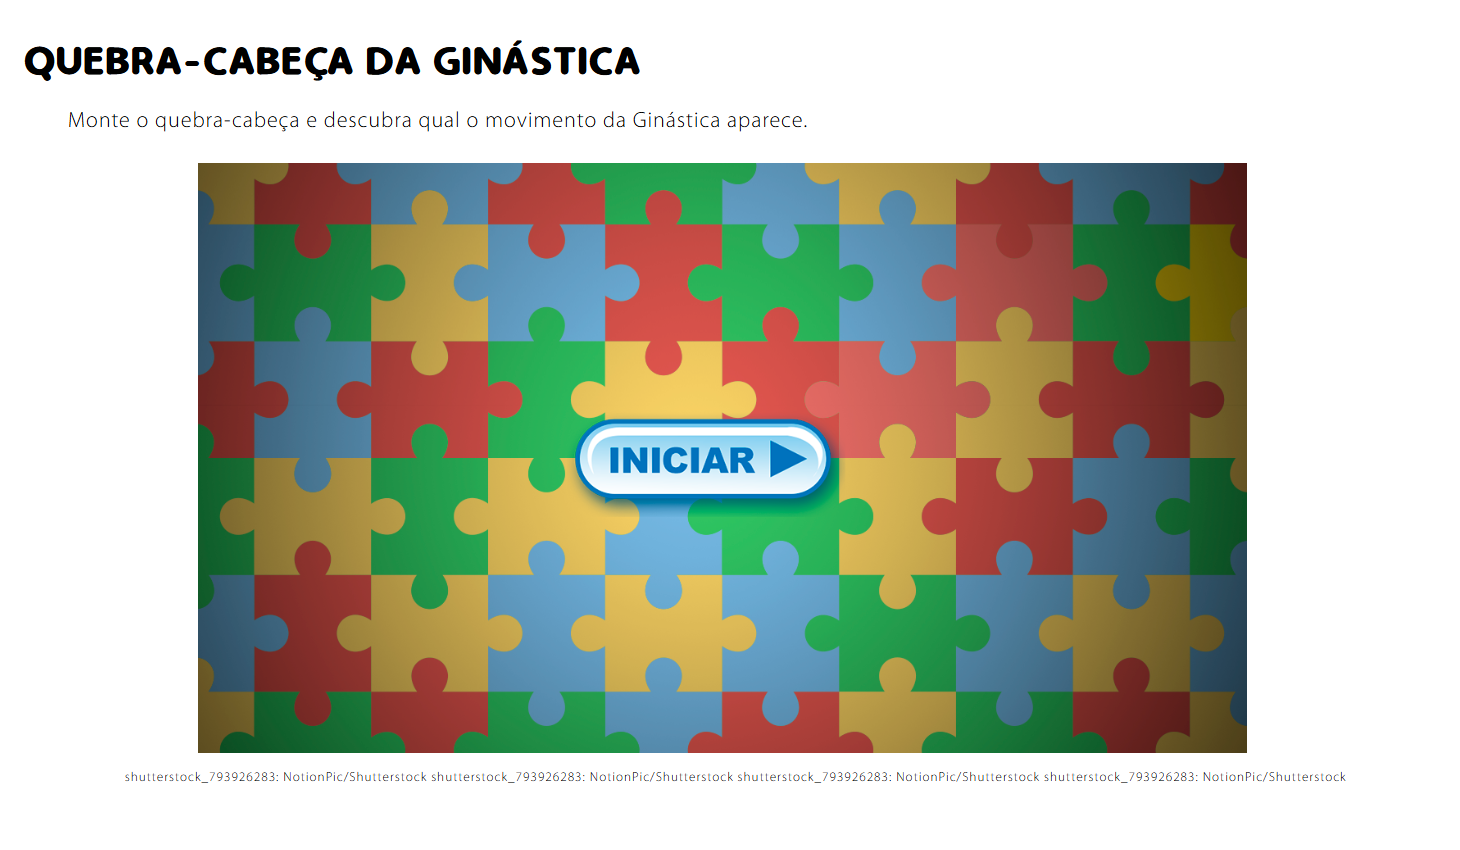 QUEBRA-CABEÇA DA GINÁSTICA
Monte o quebra-cabeça e descubra qual o movimento da Ginástica aparece.
INICIAR
shutterstock_793926283: NotionPic/Shutterstock shutterstock_793926283: NotionPic/Shutterstock shutterstock_793926283: NotionPic/Shutterstock shutterstock_793926283: NotionPic/Shutterstock